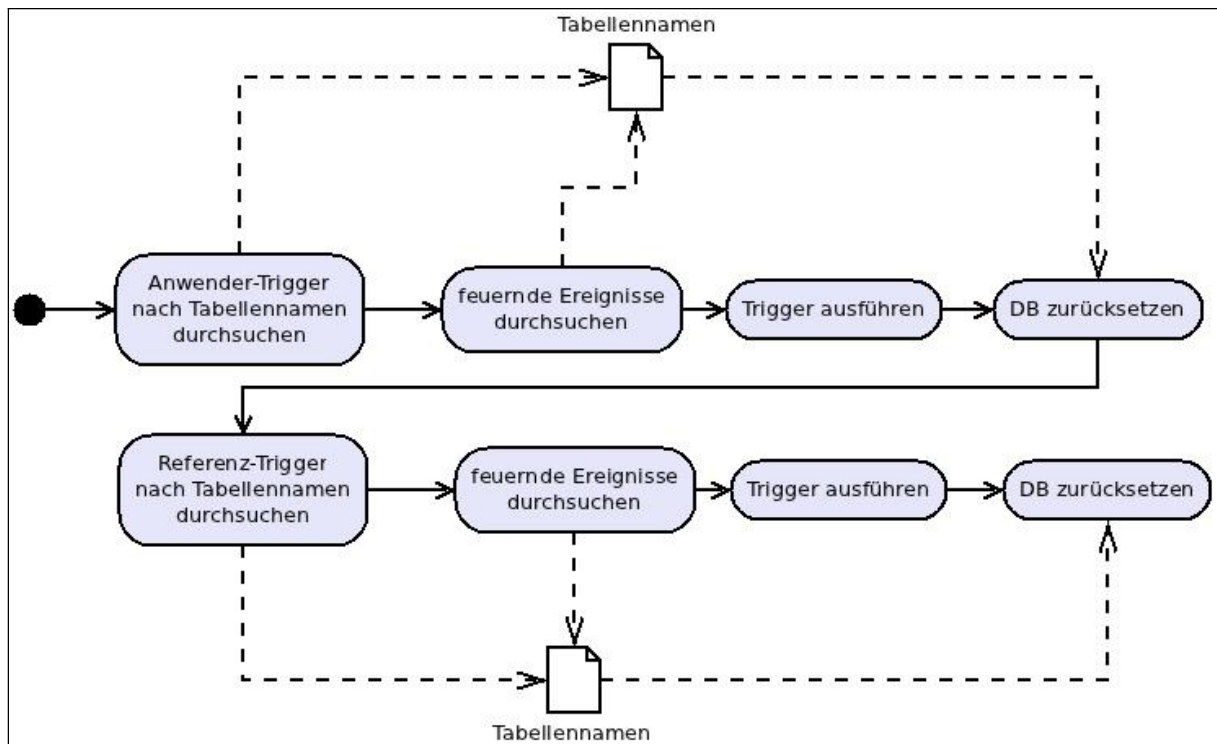 Tabellennamen
Anwender-Trigger
nach Tabellennamen
durchsuchen
feuernde Ereignisse
durchsuchen
Trigger ausführen
DB zurücksetzen
Referenz-Trigger
nach Tabellennamen
durchsuchen
feuernde Ereignisse
durchsuchen
Trigger ausführen
DB zurücksetzen
Tabellennamen